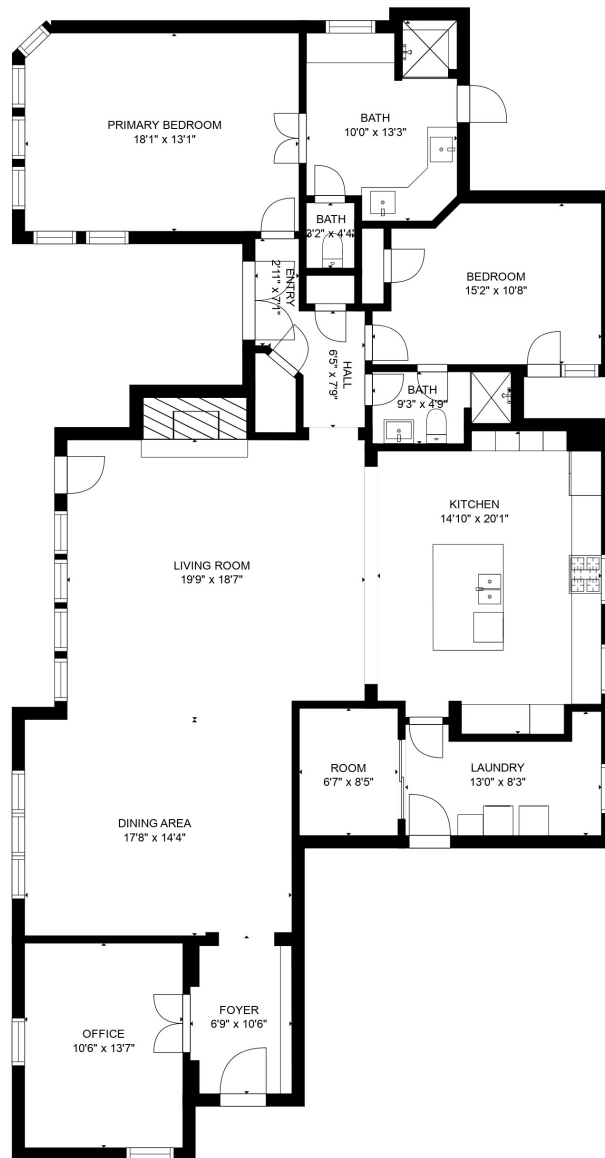 PRIMARY BEDROOM
18'1" x 13'1"
BATH
10'0" x 13'3"
BATH
3'2" x 4'4"
ENTRY
2'11" x 7'1"
BEDROOM
15'2" x 10'8"
HALL
6'5" x 7'9"
BATH
9'3" x 4'9"
KITCHEN
14'10" x 20'1"
LIVING ROOM
19'9" x 18'7"
ROOM
6'7" x 8'5"
LAUNDRY
13'0" x 8'3"
DINING AREA
17'8" x 14'4"
FOYER
6'9" x 10'6"
OFFICE
10'6" x 13'7"